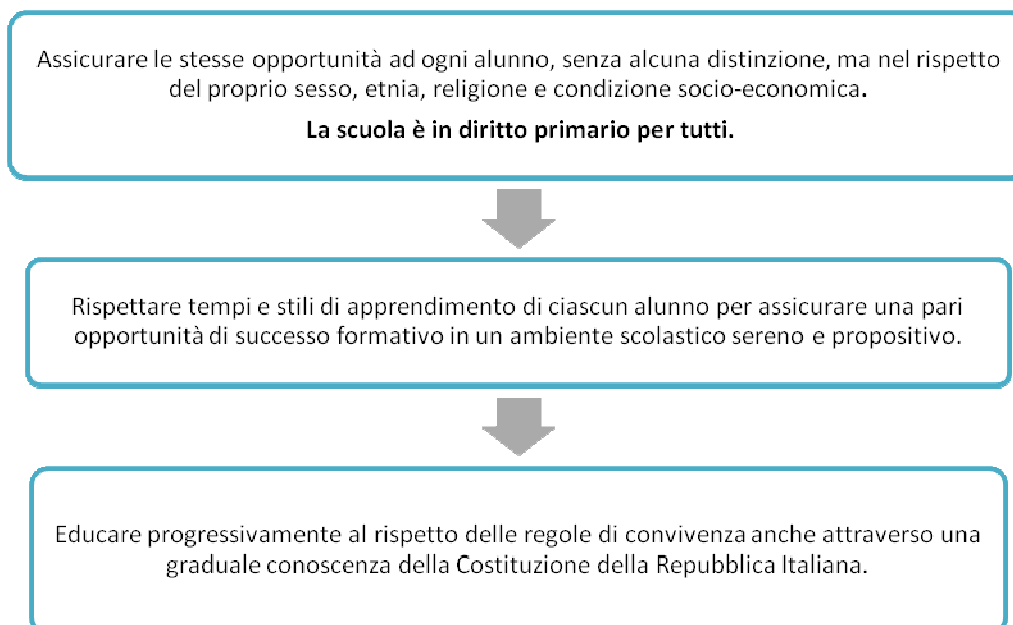 Assicurare le stesse opportunità ad ogni alunno, senza alcuna distinzione, ma nel rispetto
del proprio sesso, etnia, religione e condizione socio-economica.
La scuola è in diritto primario per tutti.
Rispettare tempi e stili di apprendimento di ciascun alunno per assicurare una pari
opportunità di successo formativo in un ambiente scolastico sereno e propositivo.
Educare progressivamente al rispetto delle regole di convivenza anche attraverso una
graduale conoscenza della Costituzione della Repubblica Italiana.